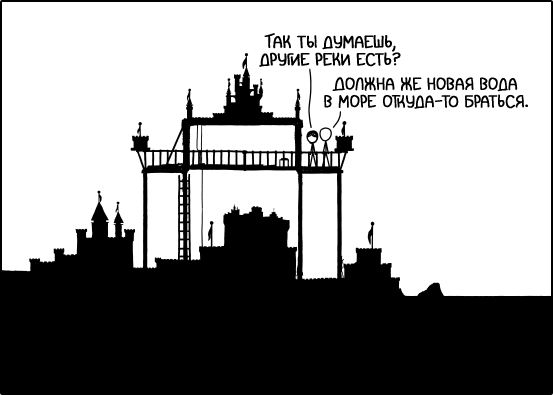 ТАК ТЫ ДУМАЕШЬ,
ДРУГИЕ РЕКИ ЕСТЬ?
ДОЛЖНА ЖЕ НОВАЯ ВОДА
В МОРЕ ОТКУДА-ТО БРАТЬСЯ.